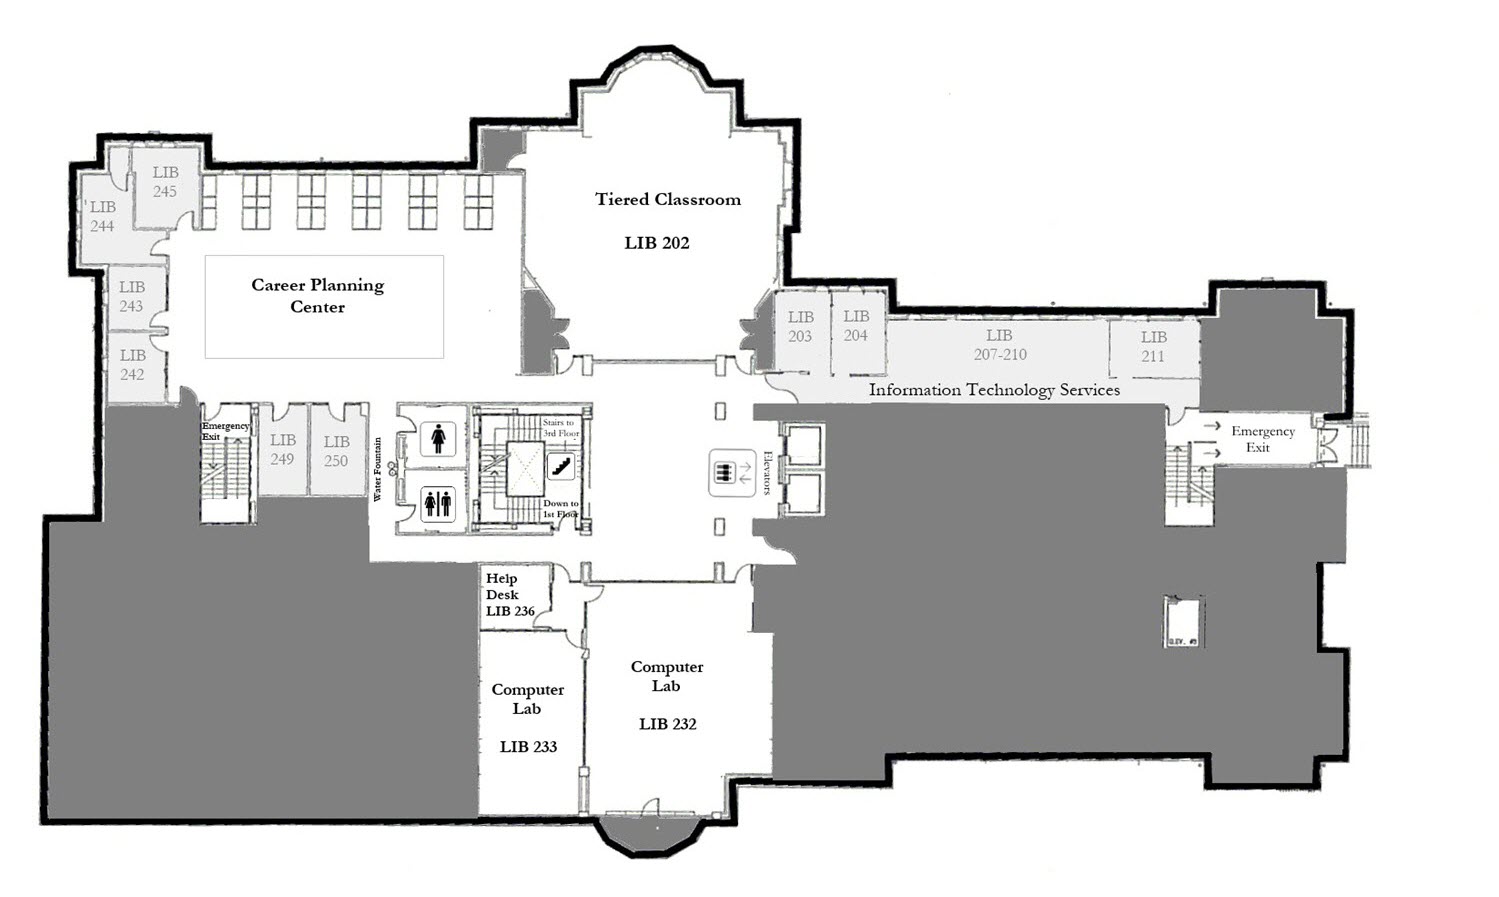 Tiered Classroom
LIB 202
LIB
245
LIB
244
LIB
243
LIB
242
Career Planning
Center
LIB
203
LIB
204
LIB
207-210
LIB
211
Information Technology Services
Emergency
Exit
LIB
249
LIB
250
Water Fountain
Stairs to
3rd Floor
Down to
1st Floor
Elevators
Emergency
Exit
Help
Desk
LIB 236
Computer
Lab
LIB 233
Computer
Lab
LIB 232